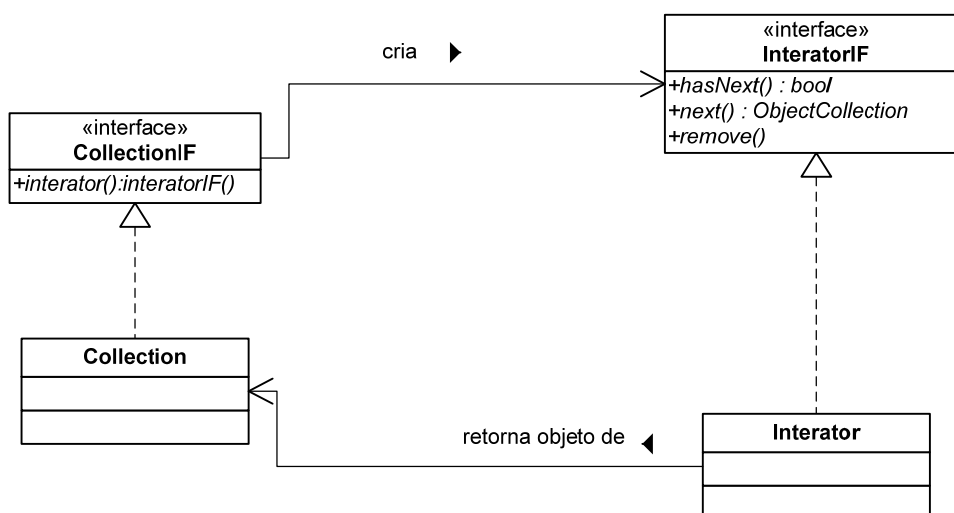 «interface»
InteratorIF
+hasNext() : bool
+next() : ObjectCollection
+remove()
cria
«interface»
CollectionIF
+interator():interatorIF()
Collection
retorna objeto de
Interator